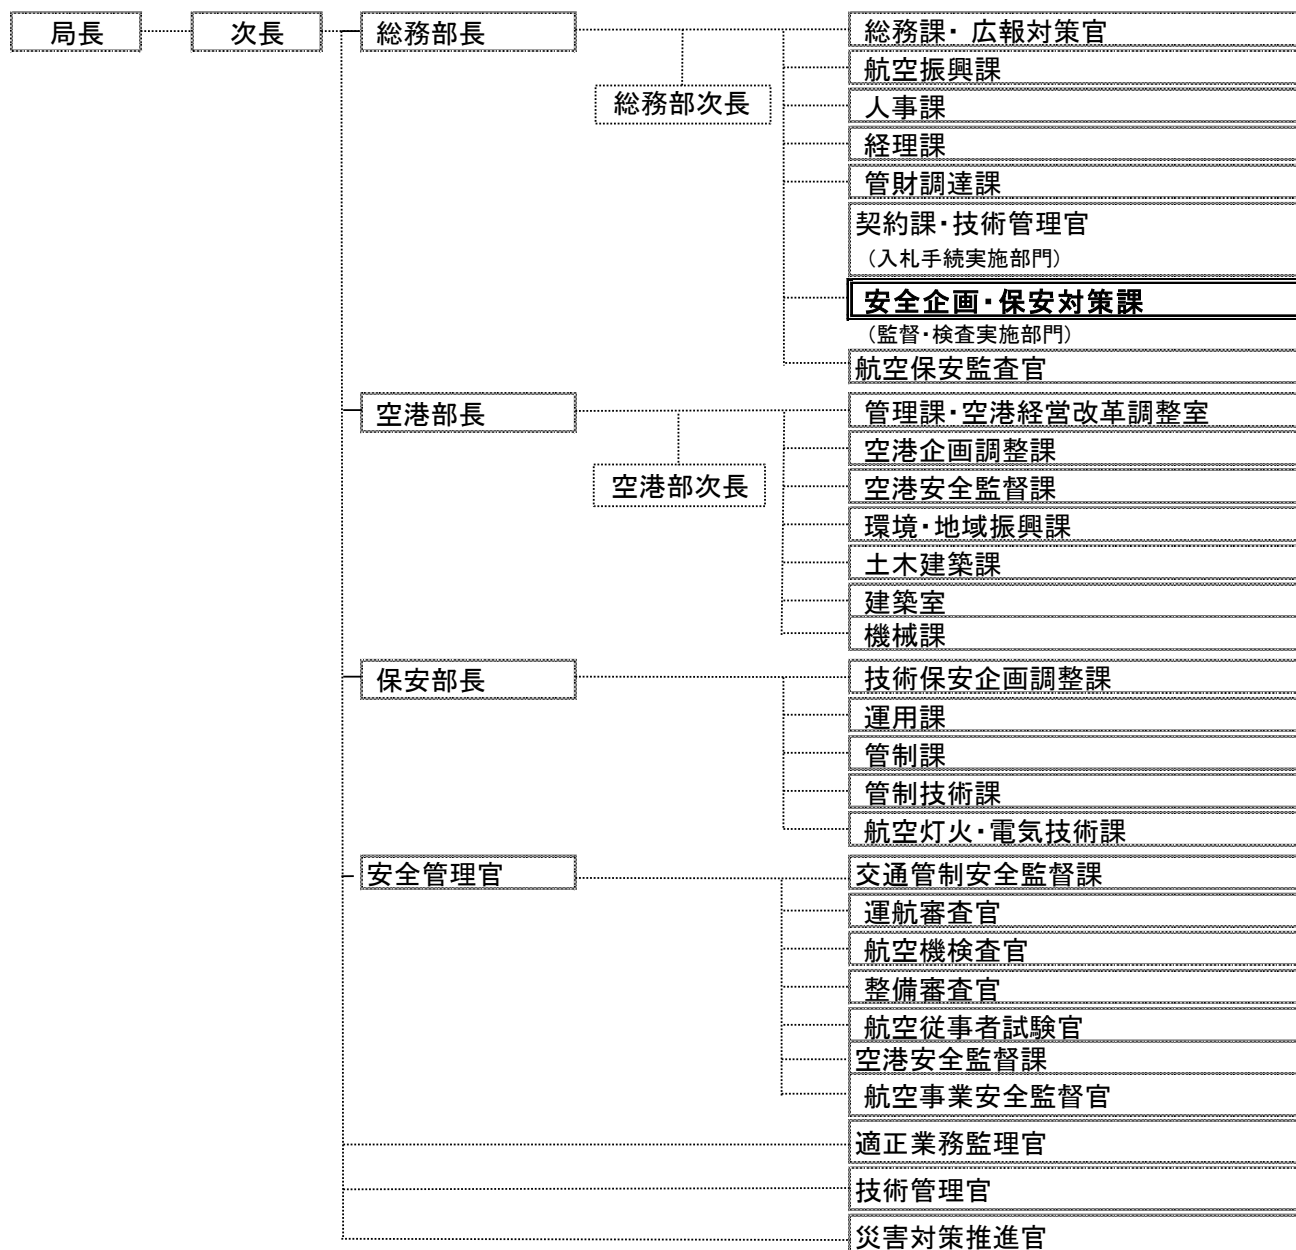 局長
次長
総務部長
総務課・広報対策官
航空振興課
総務部次長
人事課
経理課
管財調達課
契約課・技術管理官
（入札手続実施部門）
安全企画・保安対策課
（監督・検査実施部門）
航空保安監査官
空港部長
管理課・空港経営改革調整室
空港企画調整課
空港部次長
空港安全監督課
環境・地域振興課
土木建築課
建築室
機械課
保安部長
技術保安企画調整課
運用課
管制課
管制技術課
航空灯火・電気技術課
安全管理官
交通管制安全監督課
運航審査官
航空機検査官
整備審査官
航空従事者試験官
空港安全監督課
航空事業安全監督官
適正業務監理官
技術管理官
災害対策推進官